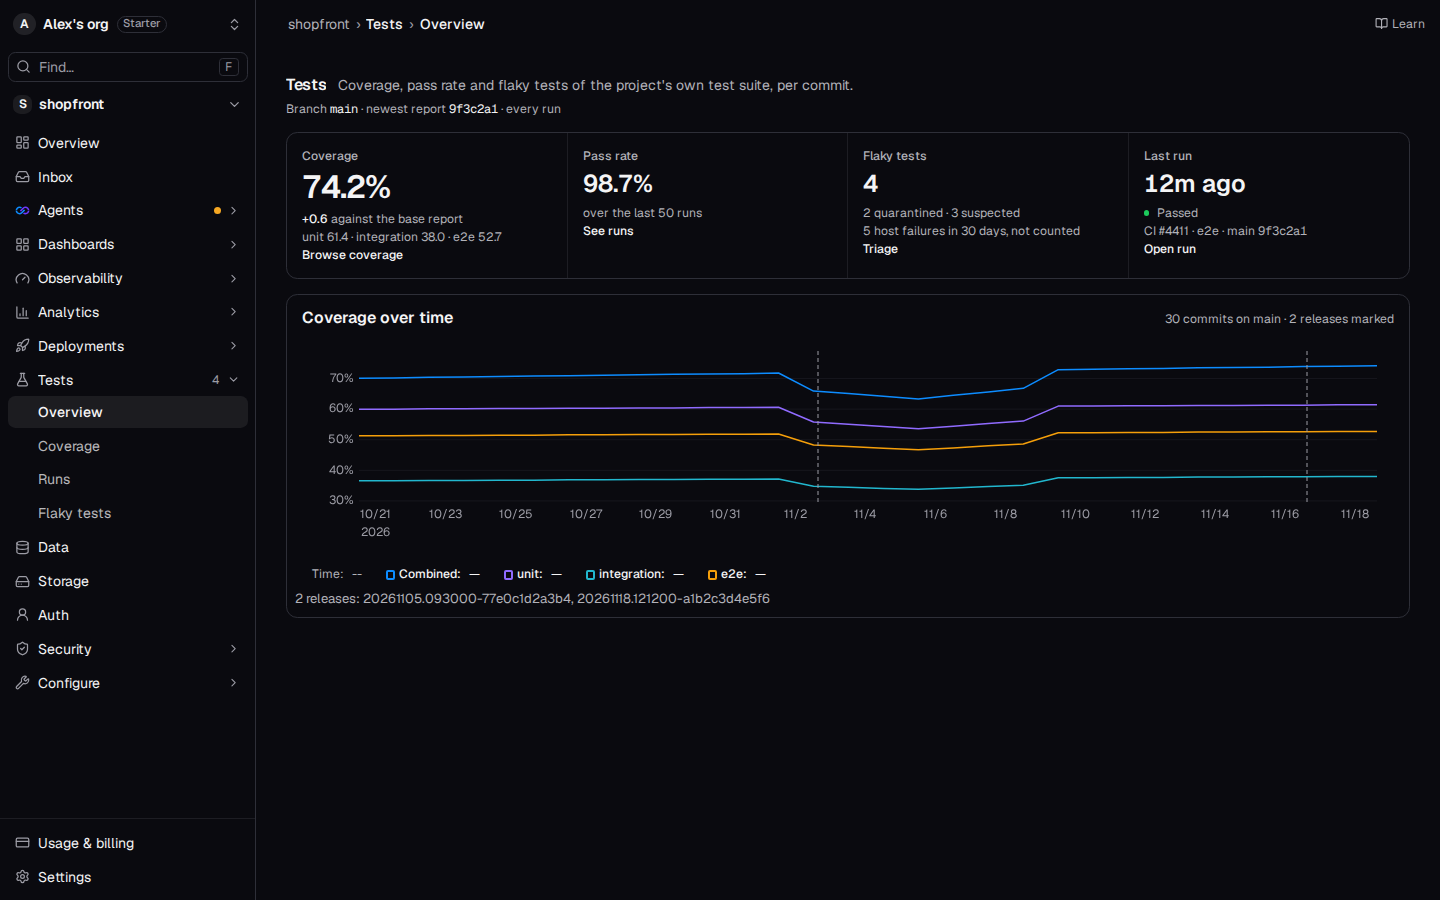 A Alex's org Starter
Find... F
S shopfront
Overview
Inbox
Agents
Dashboards
Observability
Analytics
Deployments
Tests 4
Overview
Coverage
Runs
Flaky tests
Data
Storage
Auth
Security
Configure
Usage & billing
Settings
shopfront › Tests › Overview
Learn
Tests Coverage, pass rate and flaky tests of the project's own test suite, per commit.
Branch main · newest report 9f3c2a1 · every run
Coverage
74.2%
+0.6 against the base report
unit 61.4 · integration 38.0 · e2e 52.7
Browse coverage
Pass rate
98.7%
over the last 50 runs
See runs
Flaky tests
4
2 quarantined · 3 suspected
5 host failures in 30 days, not counted
Triage
Last run
12m ago
Passed
CI #4411 · e2e · main 9f3c2a1
Open run
Coverage over time
30 commits on main · 2 releases marked
70%
60%
50%
40%
30%
10/21 10/23 10/25 10/27 10/29 10/31 11/2 11/4 11/6 11/8 11/10 11/12 11/14 11/16 11/18
2026
Time: -- Combined: — unit: — integration: — e2e: —
2 releases: 20261105.093000-77e0c1d2a3b4, 20261118.121200-a1b2c3d4e5f6